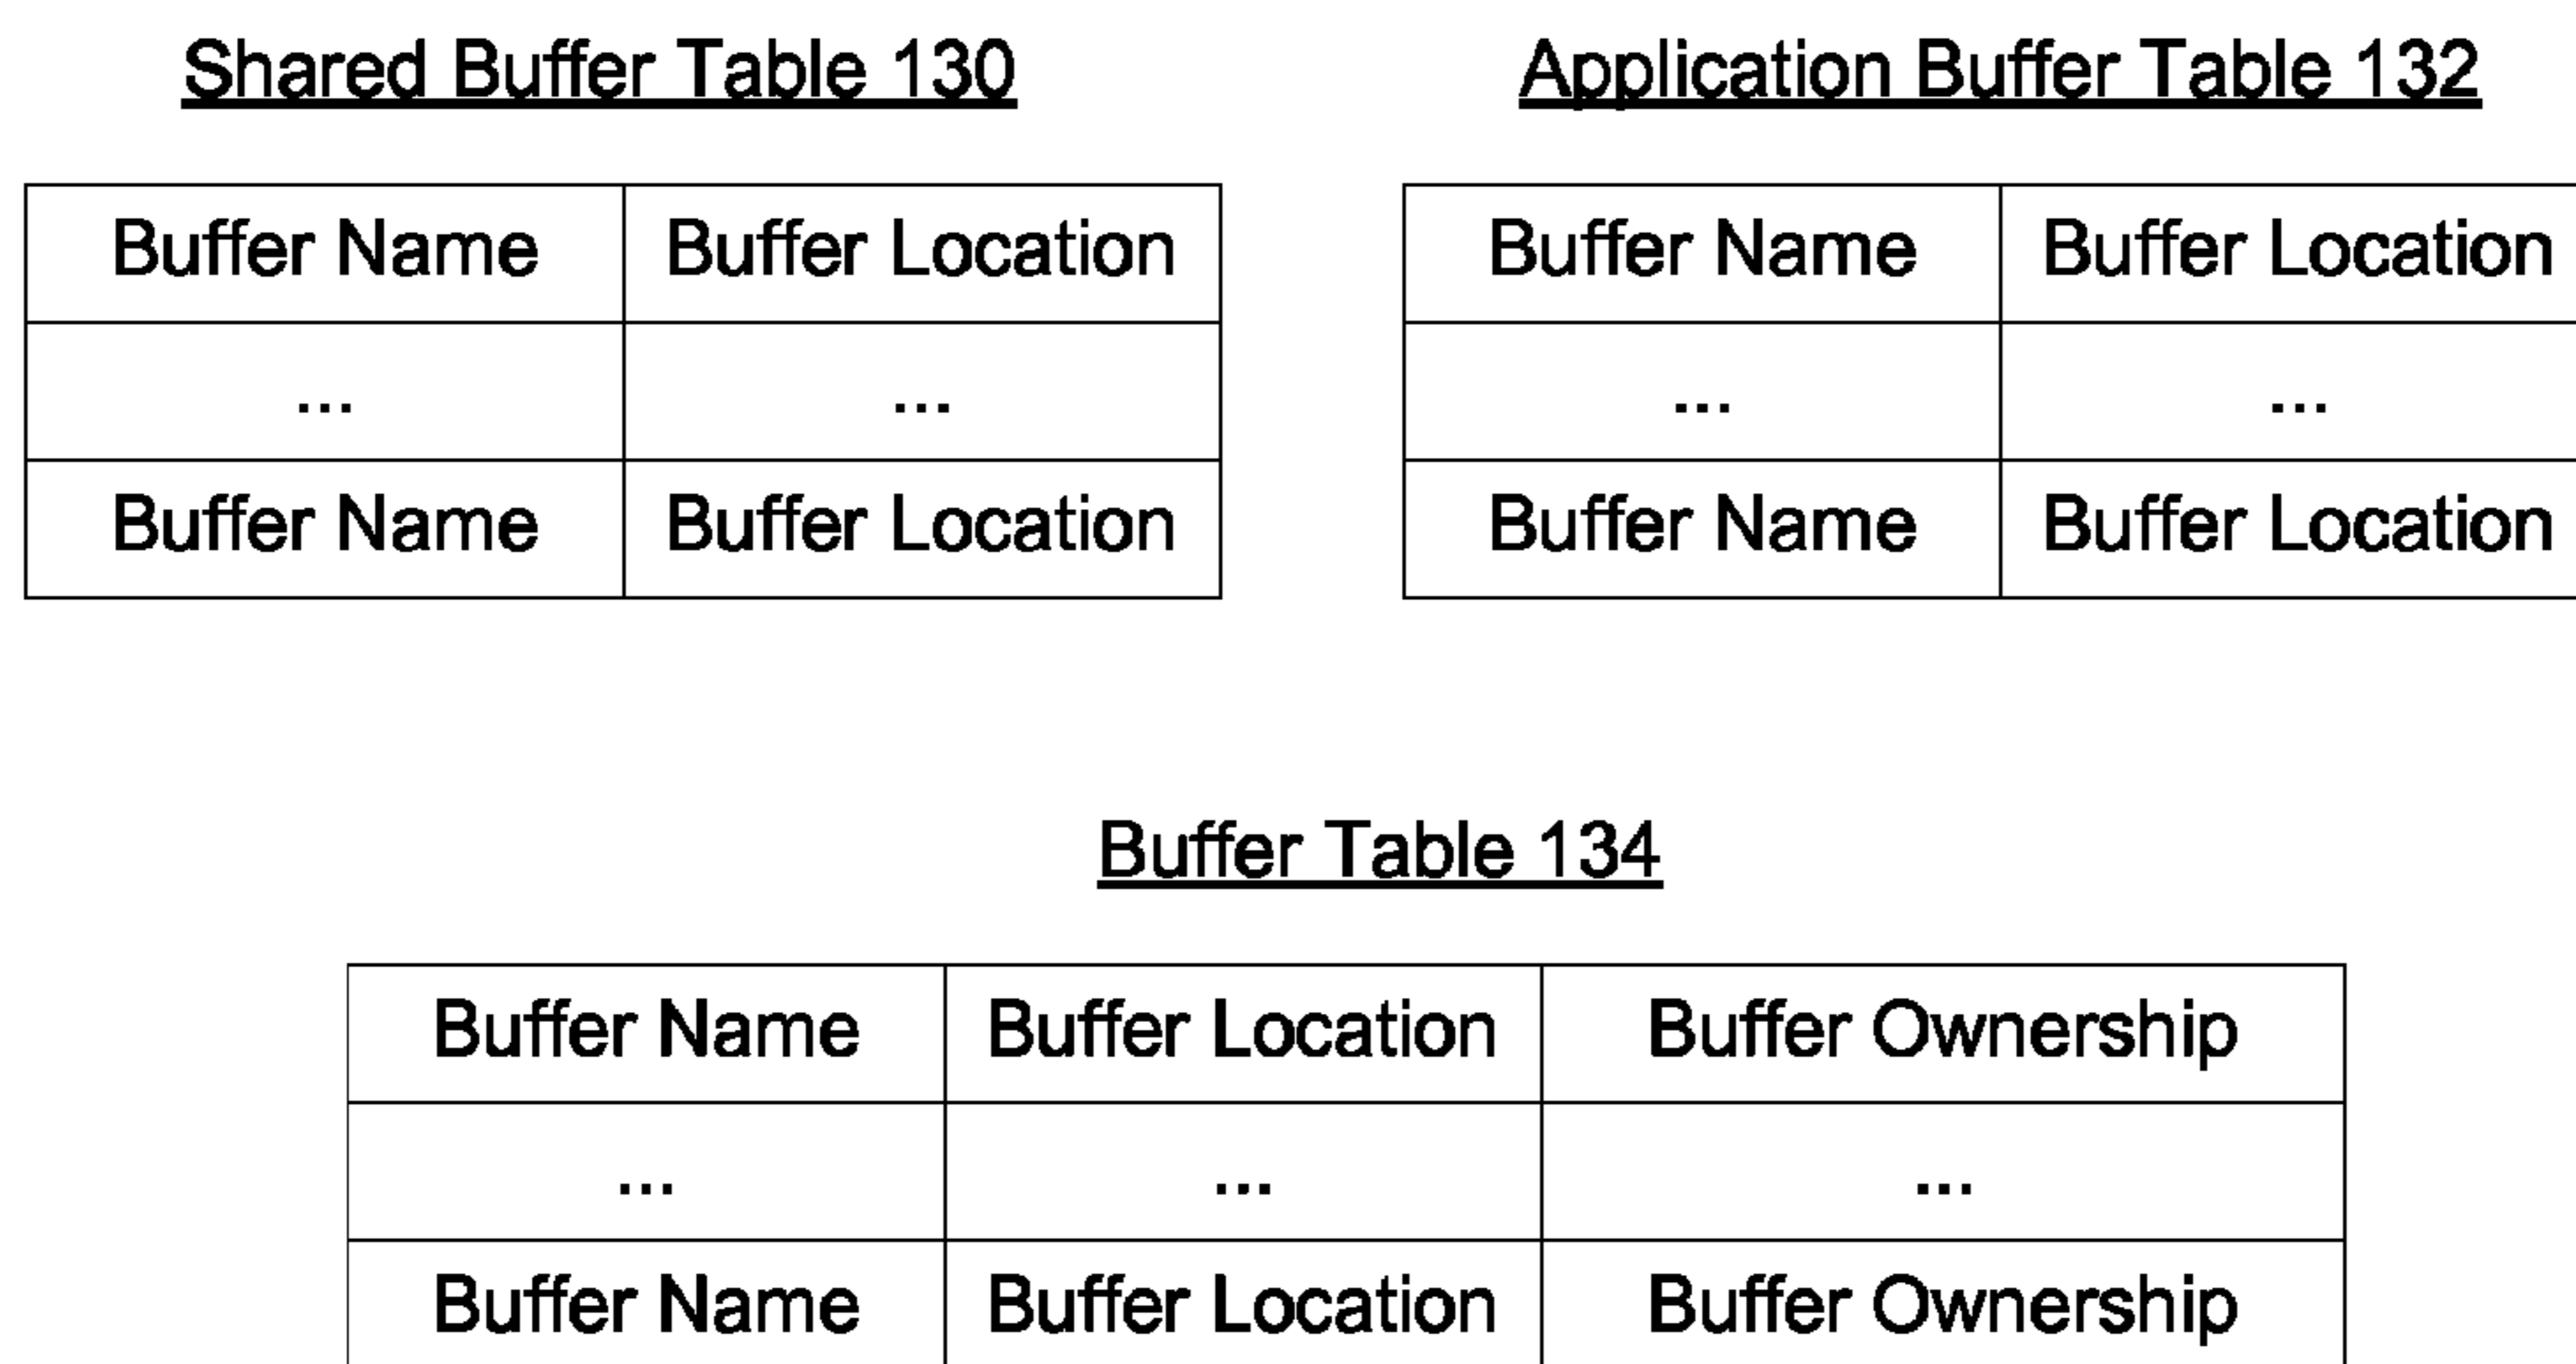 Shared Buffer Table 130
Buffer Name Buffer Location
... ...
Buffer Name Buffer Location
Application Buffer Table 132
Buffer Name Buffer Location
... ...
Buffer Name Buffer Location
Buffer Table 134
Buffer Name Buffer Location Buffer Ownership
... ... ...
Buffer Name Buffer Location Buffer Ownership